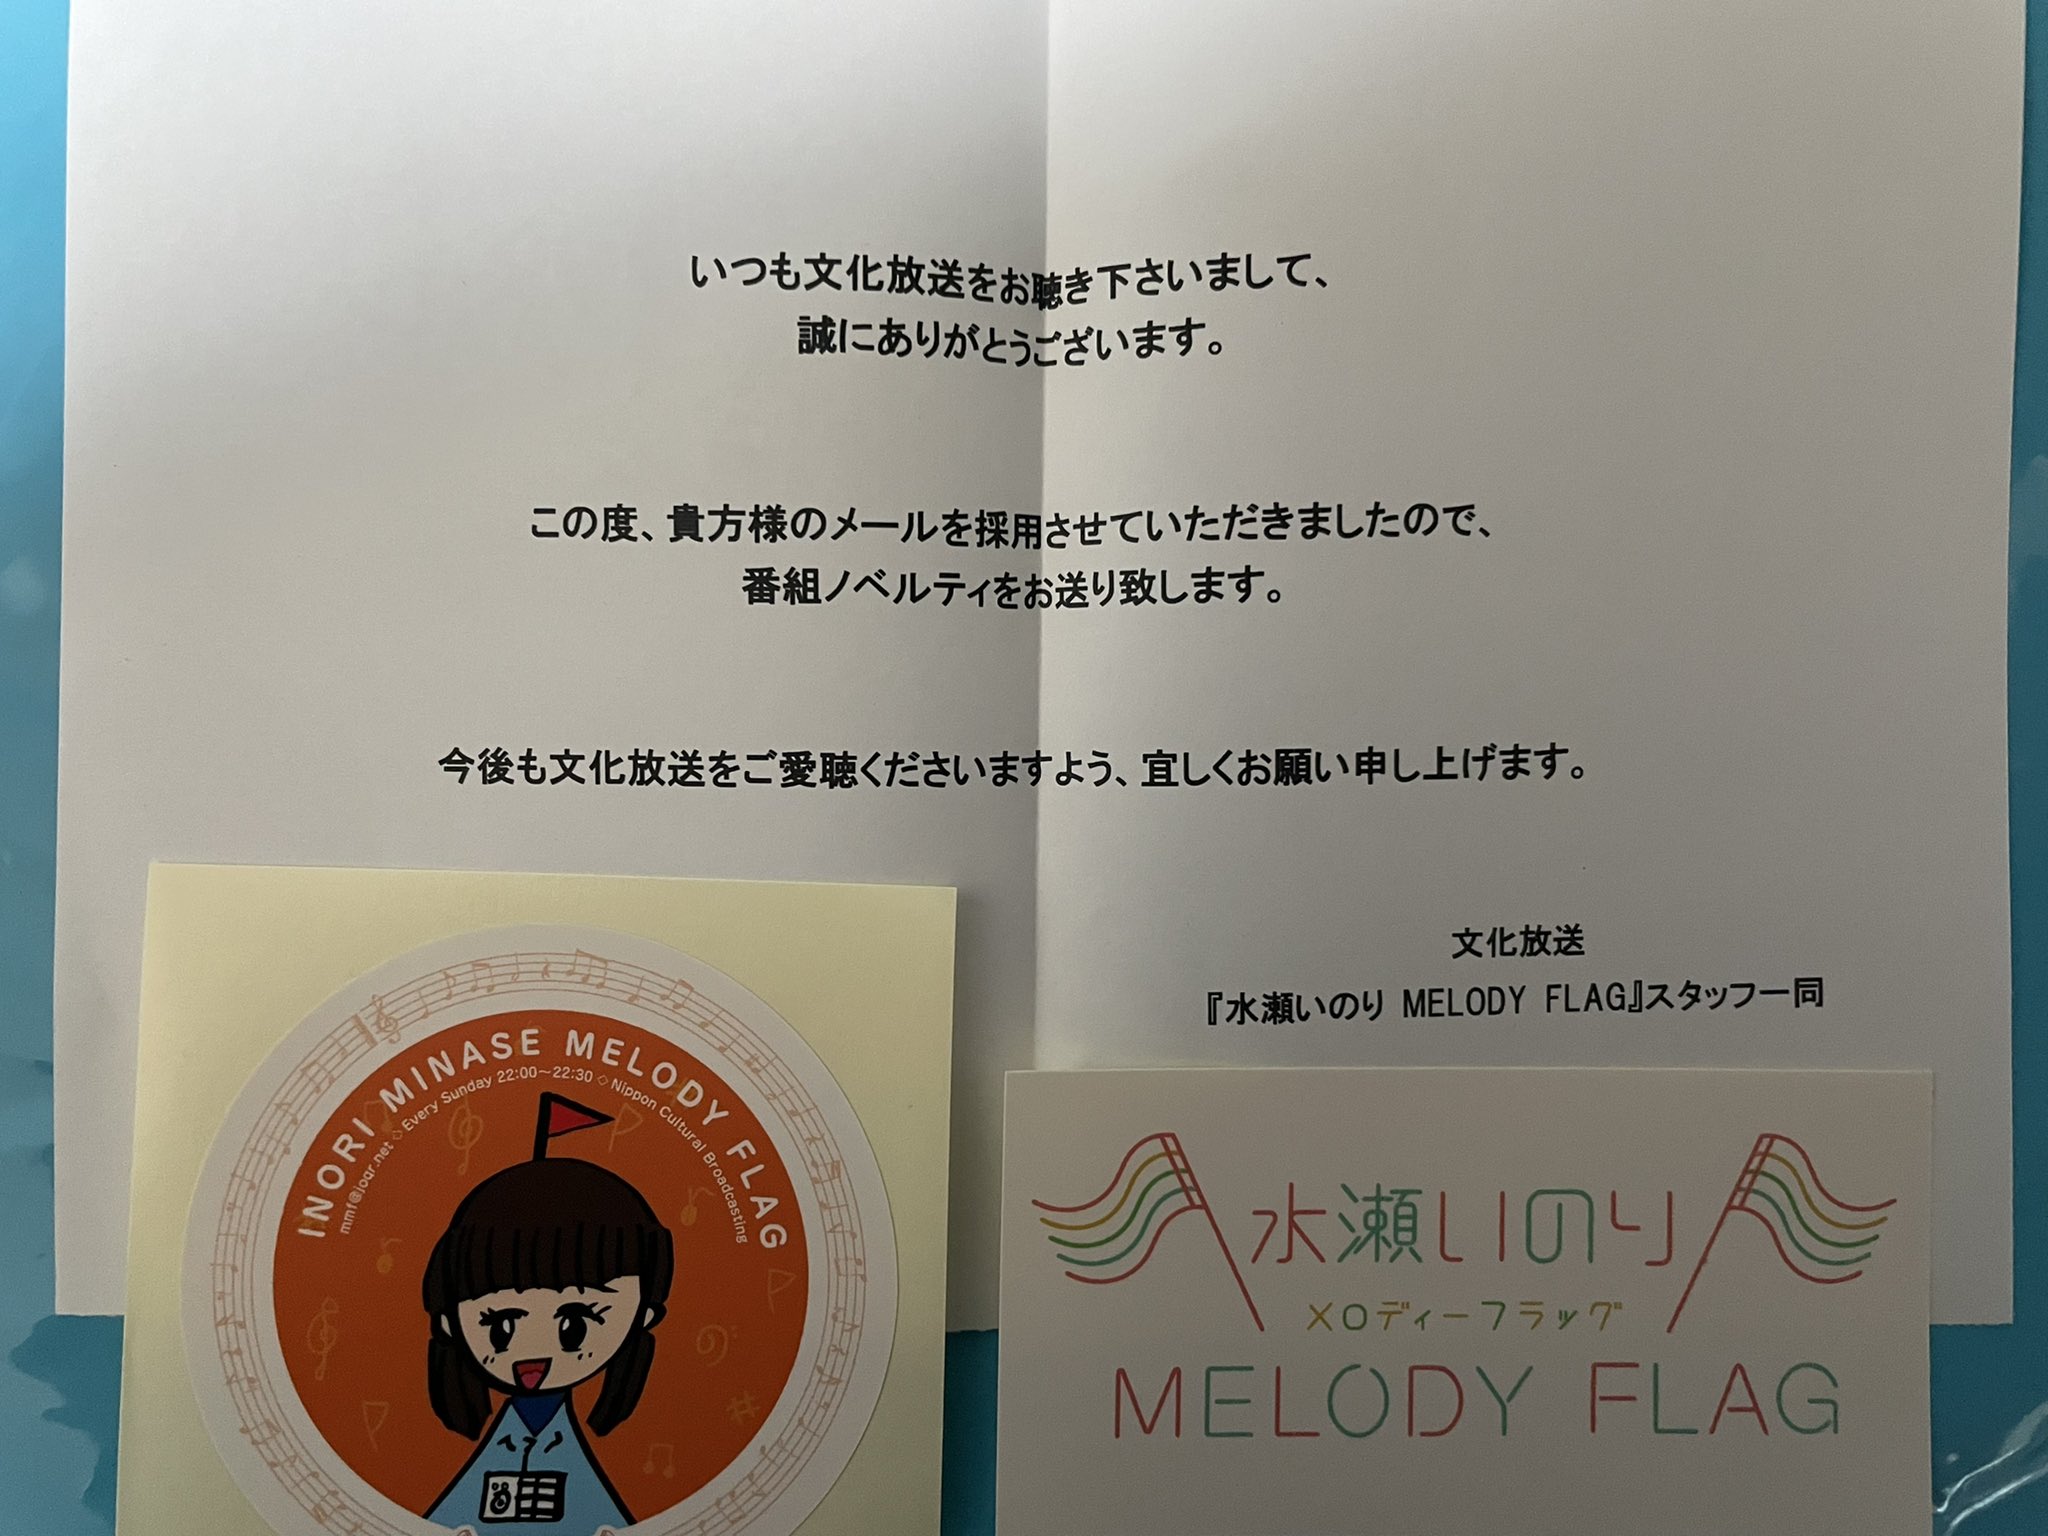 いつも文化放送をお聴き下さいまして、
誠にありがとうございます。
この度、貴方様のメールを採用させていただきましたので、
番組ノベルティをお送り致します。
今後も文化放送をご愛聴くださいますよう、宜しくお願い申し上げます。
文化放送
『水瀬いのり MELODY FLAG』スタッフ一同
INORI MINASE MELODY FLAG
mmf@joqr.net ◇ Every Sunday 22:00～22:30 ◇ Nippon Cultural Broadcasting
水瀬いのり
メロディーフラッグ
MELODY FLAG